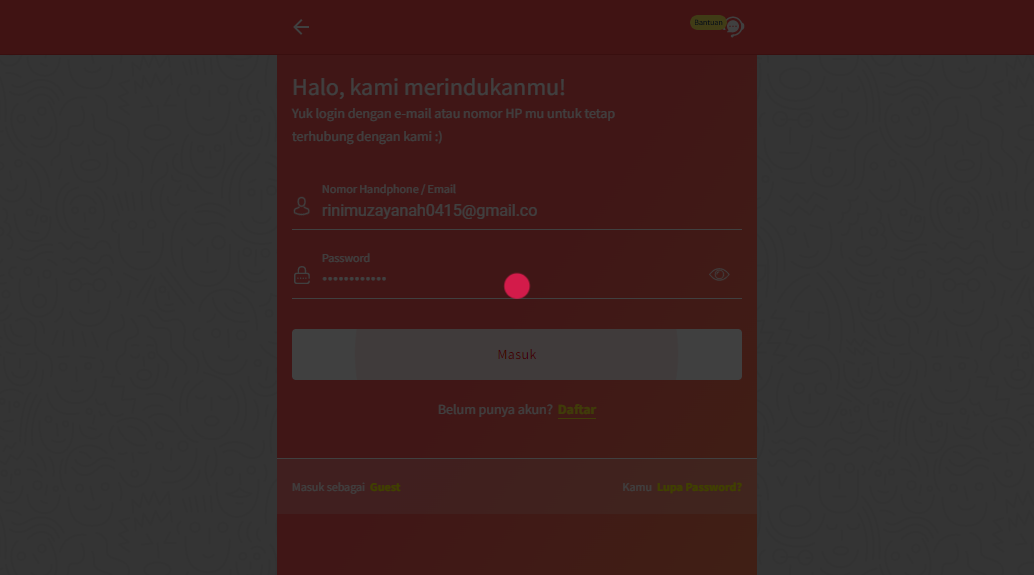 Bantuan
Halo, kami merindukanmu!
Yuk login dengan e-mail atau nomor HP mu untuk tetap
terhubung dengan kami :)
Nomor Handphone / Email
rinimuzayanah0415@gmail.co
Password
••••••••••••
Masuk
Belum punya akun? Daftar
Masuk sebagai Guest
Kamu Lupa Password?